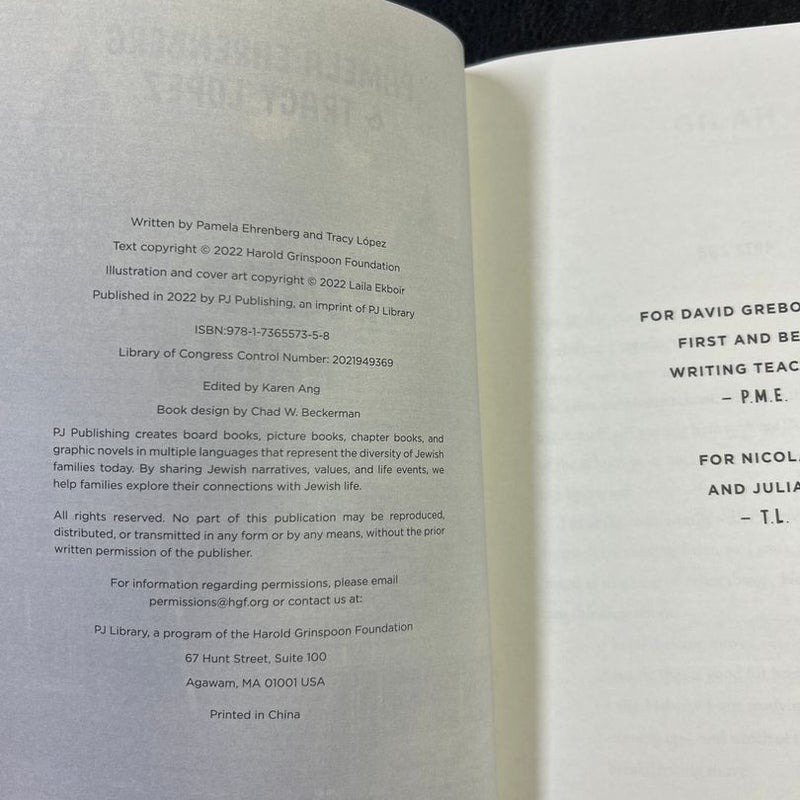 Written by Pamela Ehrenberg and Tracy López
Text copyright © 2022 Harold Grinspoon Foundation
Illustration and cover art copyright © 2022 Laila Ekboir
Published in 2022 by PJ Publishing, an imprint of PJ Library
ISBN:978-1-7365573-5-8
Library of Congress Control Number: 2021949369
Edited by Karen Ang
Book design by Chad W. Beckerman
PJ Publishing creates board books, picture books, chapter books, and
graphic novels in multiple languages that represent the diversity of Jewish
families today. By sharing Jewish narratives, values, and life events, we
help families explore their connections with Jewish life.
All rights reserved. No part of this publication may be reproduced,
distributed, or transmitted in any form or by any means, without the prior
written permission of the publisher.
For information regarding permissions, please email
permissions@hgf.org or contact us at:
PJ Library, a program of the Harold Grinspoon Foundation
67 Hunt Street, Suite 100
Agawam, MA 01001 USA
Printed in China
FOR DAVID GREBO
FIRST AND BE
WRITING TEAC
– P.M.E.
FOR NICOL
AND JULIA
– T.L.